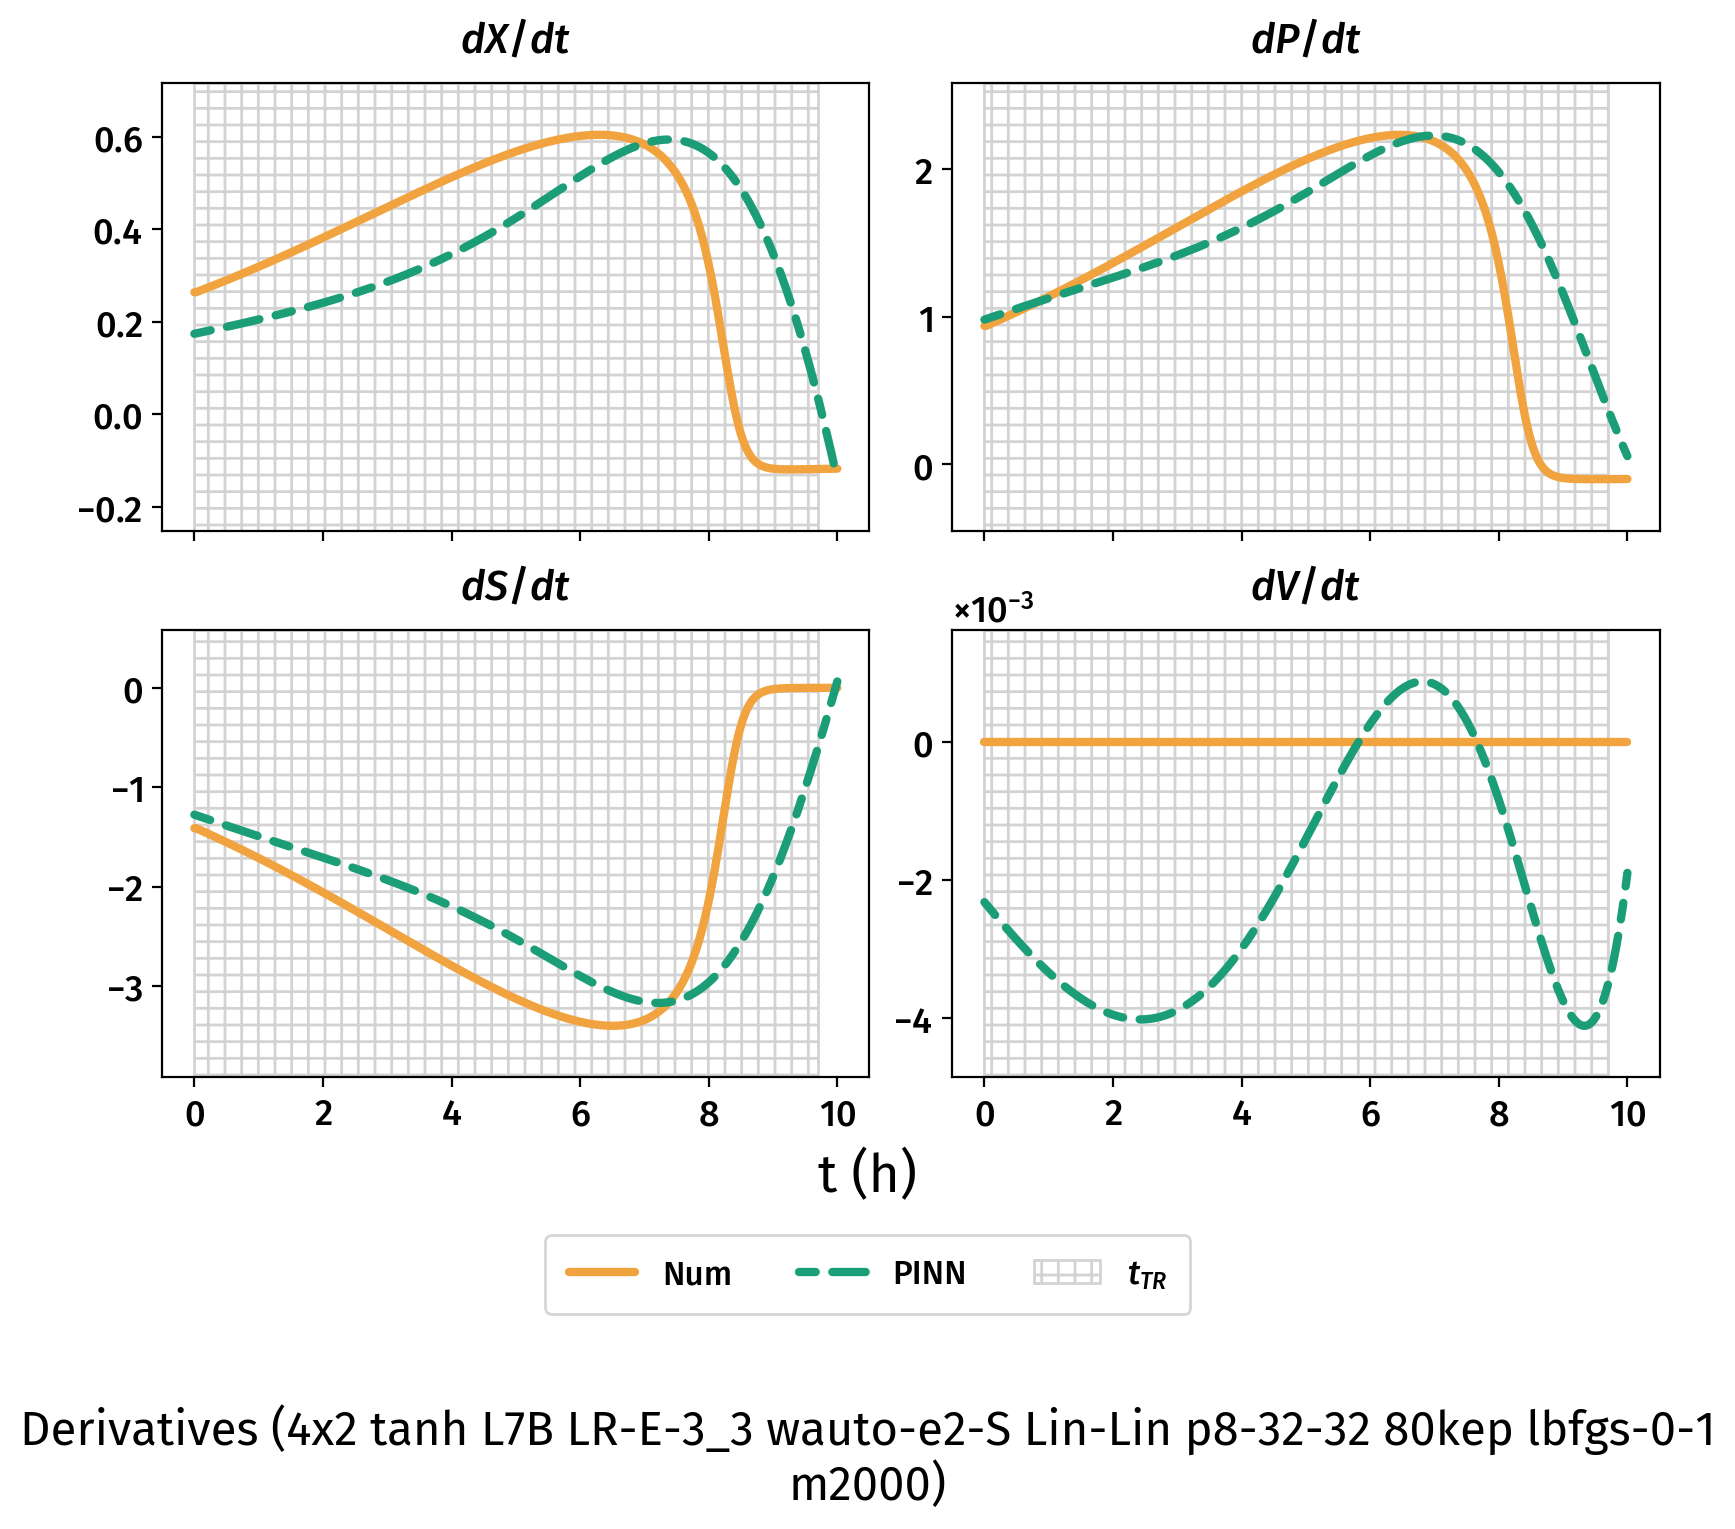 dX/dt
dP/dt
0.6
0.4
0.2
0.0
−0.2
2
1
0
dS/dt
dV/dt
×10⁻³
0
−1
−2
−3
0
−2
−4
0 2 4 6 8 10
0 2 4 6 8 10
t (h)
Num PINN t_TR
Derivatives (4x2 tanh L7B LR-E-3_3 wauto-e2-S Lin-Lin p8-32-32 80kep lbfgs-0-1
m2000)